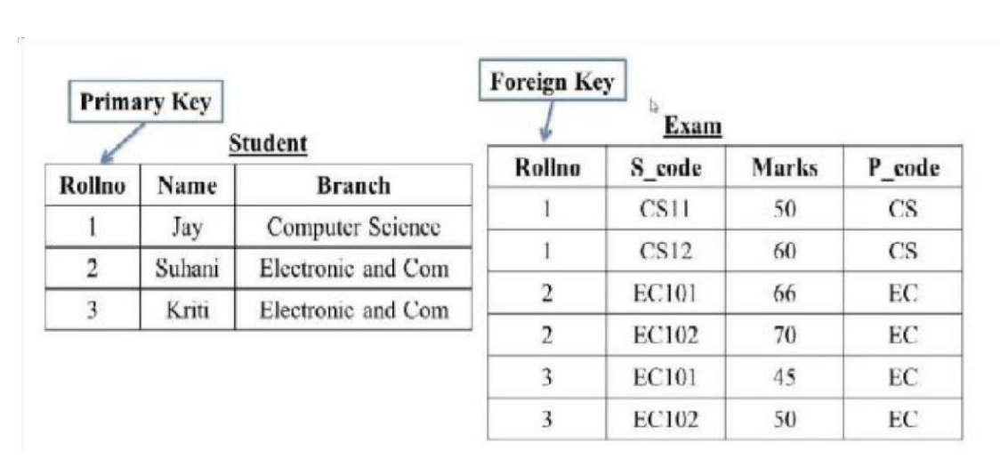 Primary Key
Student
Rollno Name Branch
1 Jay Computer Science
2 Suhani Electronic and Com
3 Kriti Electronic and Com
Foreign Key
Exam
Rollno S_code Marks P_code
1 CS11 50 CS
1 CS12 60 CS
2 EC101 66 EC
2 EC102 70 EC
3 EC101 45 EC
3 EC102 50 EC